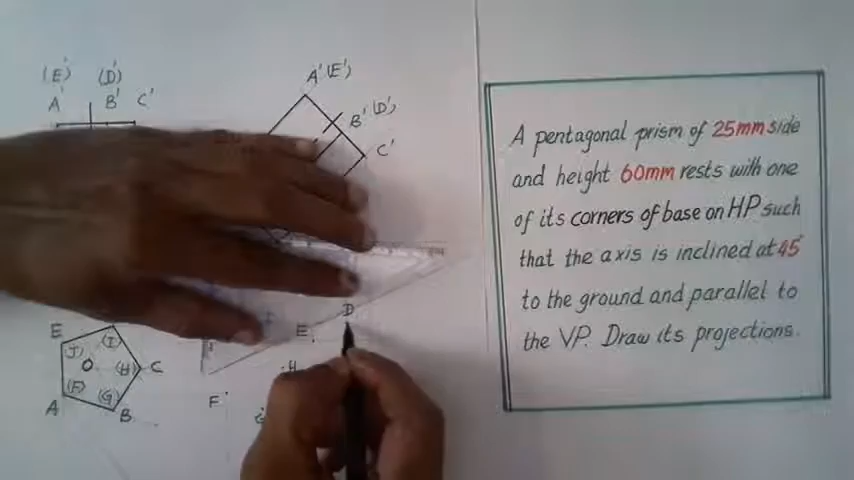 (E') (D')
A' B' C'
A' (E')
B' (D')
C'
A pentagonal prism of 25mm side
and height 60mm rests with one
of its corners of base on HP such
that the axis is inclined at 45°
to the ground and parallel to
the VP. Draw its projections.
D
E
E (I)
(J) O (H) C
(F) (G)
A B
H
F